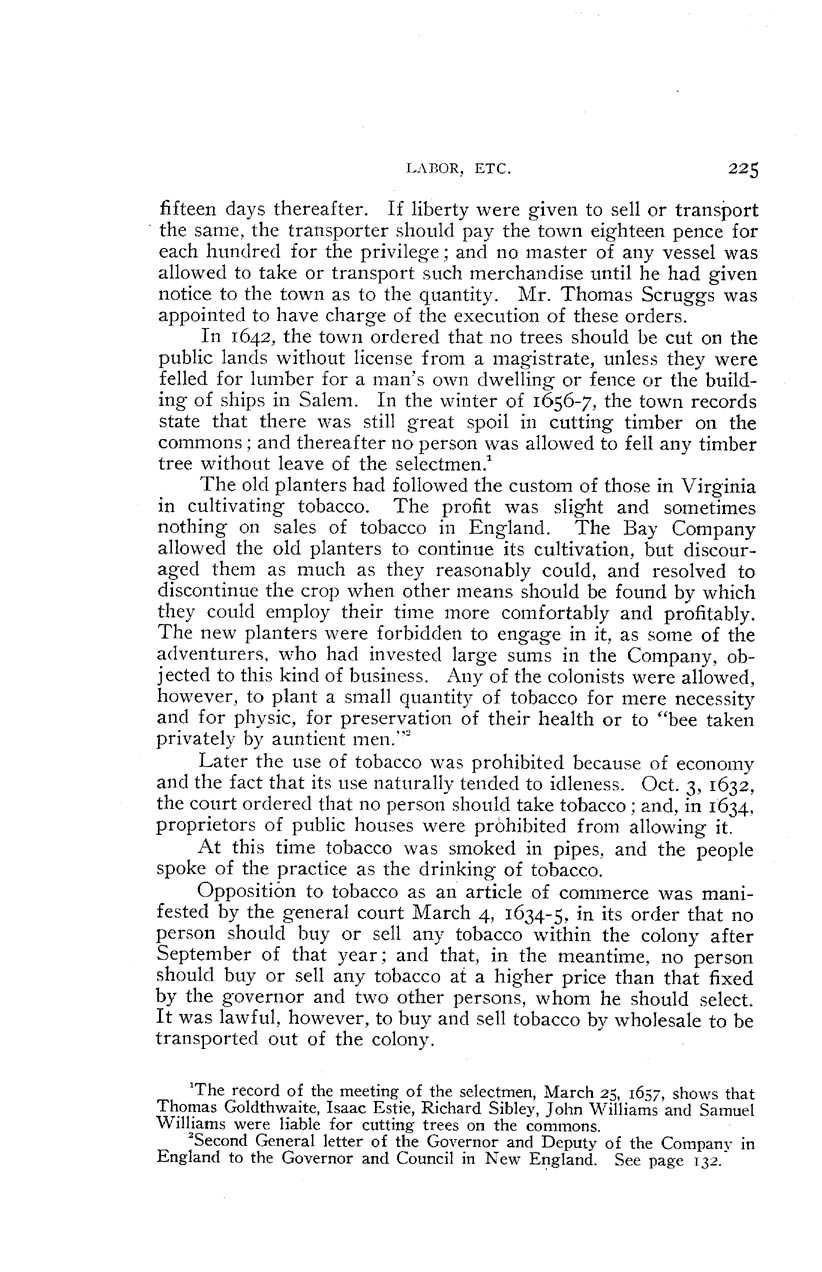 LABOR, ETC. 225
fifteen days thereafter. If liberty were given to sell or transport
the same, the transporter should pay the town eighteen pence for
each hundred for the privilege; and no master of any vessel was
allowed to take or transport such merchandise until he had given
notice to the town as to the quantity. Mr. Thomas Scruggs was
appointed to have charge of the execution of these orders.
In 1642, the town ordered that no trees should be cut on the
public lands without license from a magistrate, unless they were
felled for lumber for a man's own dwelling or fence or the build-
ing of ships in Salem. In the winter of 1656-7, the town records
state that there was still great spoil in cutting timber on the
commons; and thereafter no person was allowed to fell any timber
tree without leave of the selectmen.¹
The old planters had followed the custom of those in Virginia
in cultivating tobacco. The profit was slight and sometimes
nothing on sales of tobacco in England. The Bay Company
allowed the old planters to continue its cultivation, but discour-
aged them as much as they reasonably could, and resolved to
discontinue the crop when other means should be found by which
they could employ their time more comfortably and profitably.
The new planters were forbidden to engage in it, as some of the
adventurers, who had invested large sums in the Company, ob-
jected to this kind of business. Any of the colonists were allowed,
however, to plant a small quantity of tobacco for mere necessity
and for physic, for preservation of their health or to "bee taken
privately by auntient men."²
Later the use of tobacco was prohibited because of economy
and the fact that its use naturally tended to idleness. Oct. 3, 1632,
the court ordered that no person should take tobacco; and, in 1634,
proprietors of public houses were prohibited from allowing it.
At this time tobacco was smoked in pipes, and the people
spoke of the practice as the drinking of tobacco.
Opposition to tobacco as an article of commerce was mani-
fested by the general court March 4, 1634-5, in its order that no
person should buy or sell any tobacco within the colony after
September of that year; and that, in the meantime, no person
should buy or sell any tobacco at a higher price than that fixed
by the governor and two other persons, whom he should select.
It was lawful, however, to buy and sell tobacco by wholesale to be
transported out of the colony.
¹The record of the meeting of the selectmen, March 25, 1657, shows that
Thomas Goldthwaite, Isaac Estie, Richard Sibley, John Williams and Samuel
Williams were liable for cutting trees on the commons.
²Second General letter of the Governor and Deputy of the Company in
England to the Governor and Council in New England. See page 132.